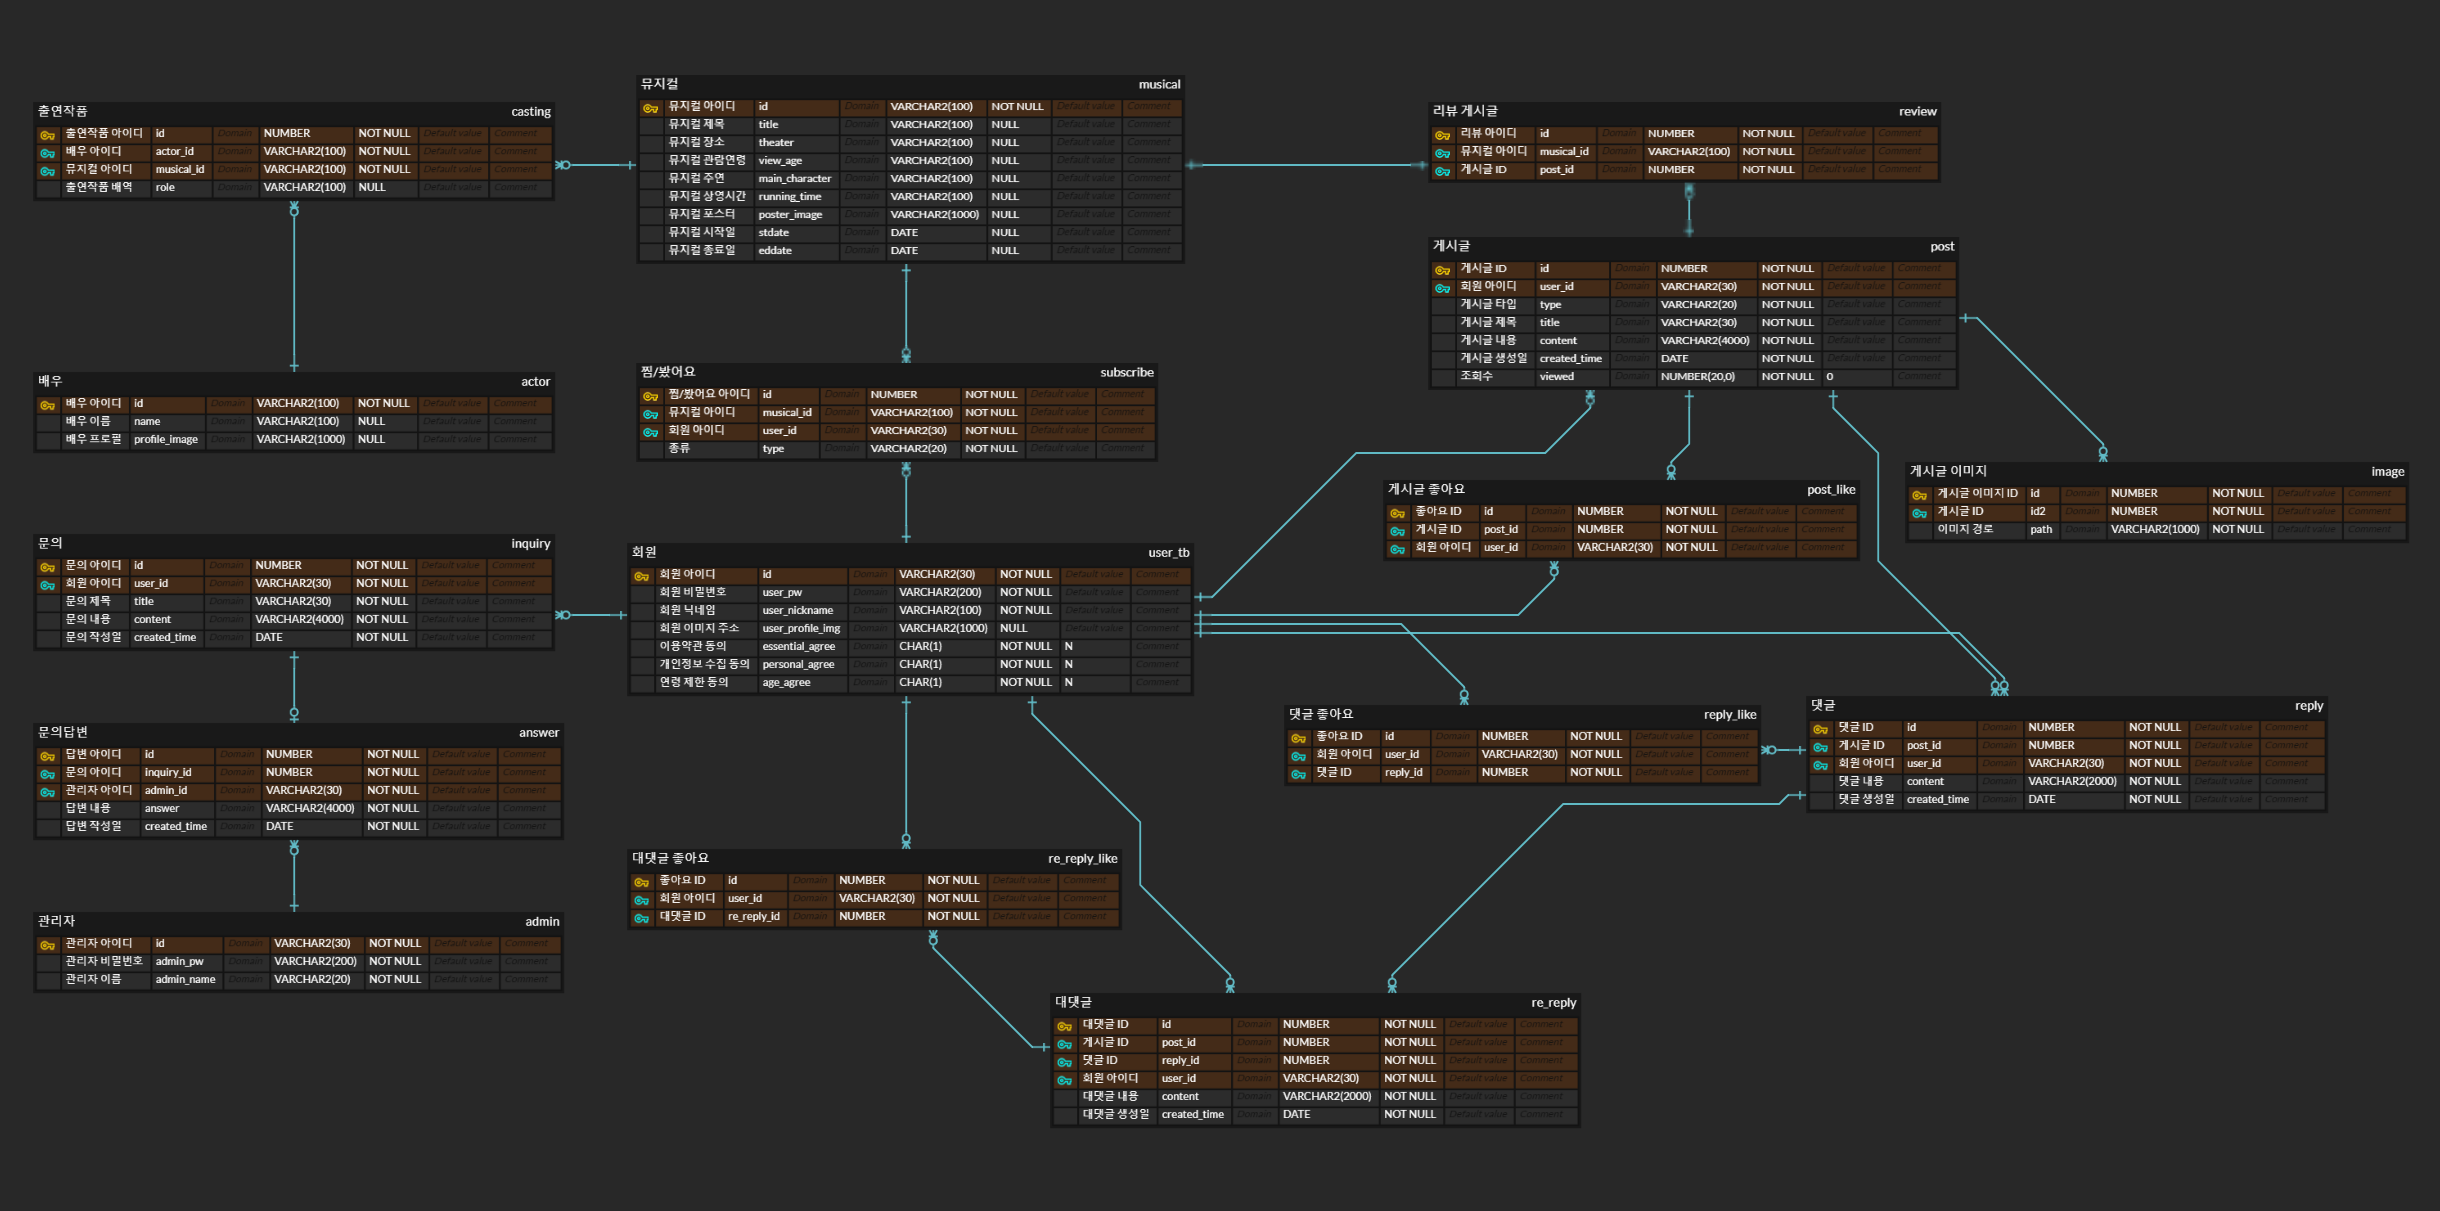 출연작품 casting
출연작품 아이디 id Domain NUMBER NOT NULL Default value Comment
배우 아이디 actor_id Domain VARCHAR2(100) NOT NULL Default value Comment
뮤지컬 아이디 musical_id Domain VARCHAR2(100) NOT NULL Default value Comment
출연작품 배역 role Domain VARCHAR2(100) NULL Default value Comment
뮤지컬 musical
뮤지컬 아이디 id Domain VARCHAR2(100) NOT NULL Default value Comment
뮤지컬 제목 title Domain VARCHAR2(100) NULL Default value Comment
뮤지컬 장소 theater Domain VARCHAR2(100) NULL Default value Comment
뮤지컬 관람연령 view_age Domain VARCHAR2(100) NULL Default value Comment
뮤지컬 주연 main_character Domain VARCHAR2(100) NULL Default value Comment
뮤지컬 상영시간 running_time Domain VARCHAR2(100) NULL Default value Comment
뮤지컬 포스터 poster_image Domain VARCHAR2(1000) NULL Default value Comment
뮤지컬 시작일 stdate Domain DATE NULL Default value Comment
뮤지컬 종료일 eddate Domain DATE NULL Default value Comment
리뷰 게시글 review
리뷰 아이디 id Domain NUMBER NOT NULL Default value Comment
뮤지컬 아이디 musical_id Domain VARCHAR2(100) NOT NULL Default value Comment
게시글 ID post_id Domain NUMBER NOT NULL Default value Comment
게시글 post
게시글 ID id Domain NUMBER NOT NULL Default value Comment
회원 아이디 user_id Domain VARCHAR2(30) NOT NULL Default value Comment
게시글 타입 type Domain VARCHAR2(20) NOT NULL Default value Comment
게시글 제목 title Domain VARCHAR2(30) NOT NULL Default value Comment
게시글 내용 content Domain VARCHAR2(4000) NOT NULL Default value Comment
게시글 생성일 created_time Domain DATE NOT NULL Default value Comment
조회수 viewed Domain NUMBER(20,0) NOT NULL 0 Comment
배우 actor
배우 아이디 id Domain VARCHAR2(100) NOT NULL Default value Comment
배우 이름 name Domain VARCHAR2(100) NULL Default value Comment
배우 프로필 profile_image Domain VARCHAR2(1000) NULL Default value Comment
찜/봤어요 subscribe
찜/봤어요 아이디 id Domain NUMBER NOT NULL Default value Comment
뮤지컬 아이디 musical_id Domain VARCHAR2(100) NOT NULL Default value Comment
회원 아이디 user_id Domain VARCHAR2(30) NOT NULL Default value Comment
종류 type Domain VARCHAR2(20) NOT NULL Default value Comment
게시글 이미지 image
게시글 이미지 ID id Domain NUMBER NOT NULL Default value Comment
게시글 ID id2 Domain NUMBER NOT NULL Default value Comment
이미지 경로 path Domain VARCHAR2(1000) NOT NULL Default value Comment
게시글 좋아요 post_like
좋아요 ID id Domain NUMBER NOT NULL Default value Comment
게시글 ID post_id Domain NUMBER NOT NULL Default value Comment
회원 아이디 user_id Domain VARCHAR2(30) NOT NULL Default value Comment
문의 inquiry
문의 아이디 id Domain NUMBER NOT NULL Default value Comment
회원 아이디 user_id Domain VARCHAR2(30) NOT NULL Default value Comment
문의 제목 title Domain VARCHAR2(30) NOT NULL Default value Comment
문의 내용 content Domain VARCHAR2(4000) NOT NULL Default value Comment
문의 작성일 created_time Domain DATE NOT NULL Default value Comment
회원 user_tb
회원 아이디 id Domain VARCHAR2(30) NOT NULL Default value Comment
회원 비밀번호 user_pw Domain VARCHAR2(200) NOT NULL Default value Comment
회원 닉네임 user_nickname Domain VARCHAR2(100) NOT NULL Default value Comment
회원 이미지 주소 user_profile_img Domain VARCHAR2(1000) NULL Default value Comment
이용약관 동의 essential_agree Domain CHAR(1) NOT NULL N Comment
개인정보 수집 동의 personal_agree Domain CHAR(1) NOT NULL N Comment
연령 제한 동의 age_agree Domain CHAR(1) NOT NULL N Comment
댓글 좋아요 reply_like
좋아요 ID id Domain NUMBER NOT NULL Default value Comment
회원 아이디 user_id Domain VARCHAR2(30) NOT NULL Default value Comment
댓글 ID reply_id Domain NUMBER NOT NULL Default value Comment
댓글 reply
댓글 ID id Domain NUMBER NOT NULL Default value Comment
게시글 ID post_id Domain NUMBER NOT NULL Default value Comment
회원 아이디 user_id Domain VARCHAR2(30) NOT NULL Default value Comment
댓글 내용 content Domain VARCHAR2(2000) NOT NULL Default value Comment
댓글 생성일 created_time Domain DATE NOT NULL Default value Comment
문의답변 answer
답변 아이디 id Domain NUMBER NOT NULL Default value Comment
문의 아이디 inquiry_id Domain NUMBER NOT NULL Default value Comment
관리자 아이디 admin_id Domain VARCHAR2(30) NOT NULL Default value Comment
답변 내용 answer Domain VARCHAR2(4000) NOT NULL Default value Comment
답변 작성일 created_time Domain DATE NOT NULL Default value Comment
대댓글 좋아요 re_reply_like
좋아요 ID id Domain NUMBER NOT NULL Default value Comment
회원 아이디 user_id Domain VARCHAR2(30) NOT NULL Default value Comment
대댓글 ID re_reply_id Domain NUMBER NOT NULL Default value Comment
관리자 admin
관리자 아이디 id Domain VARCHAR2(30) NOT NULL Default value Comment
관리자 비밀번호 admin_pw Domain VARCHAR2(200) NOT NULL Default value Comment
관리자 이름 admin_name Domain VARCHAR2(20) NOT NULL Default value Comment
대댓글 re_reply
대댓글 ID id Domain NUMBER NOT NULL Default value Comment
게시글 ID post_id Domain NUMBER NOT NULL Default value Comment
댓글 ID reply_id Domain NUMBER NOT NULL Default value Comment
회원 아이디 user_id Domain VARCHAR2(30) NOT NULL Default value Comment
대댓글 내용 content Domain VARCHAR2(2000) NOT NULL Default value Comment
대댓글 생성일 created_time Domain DATE NOT NULL Default value Comment